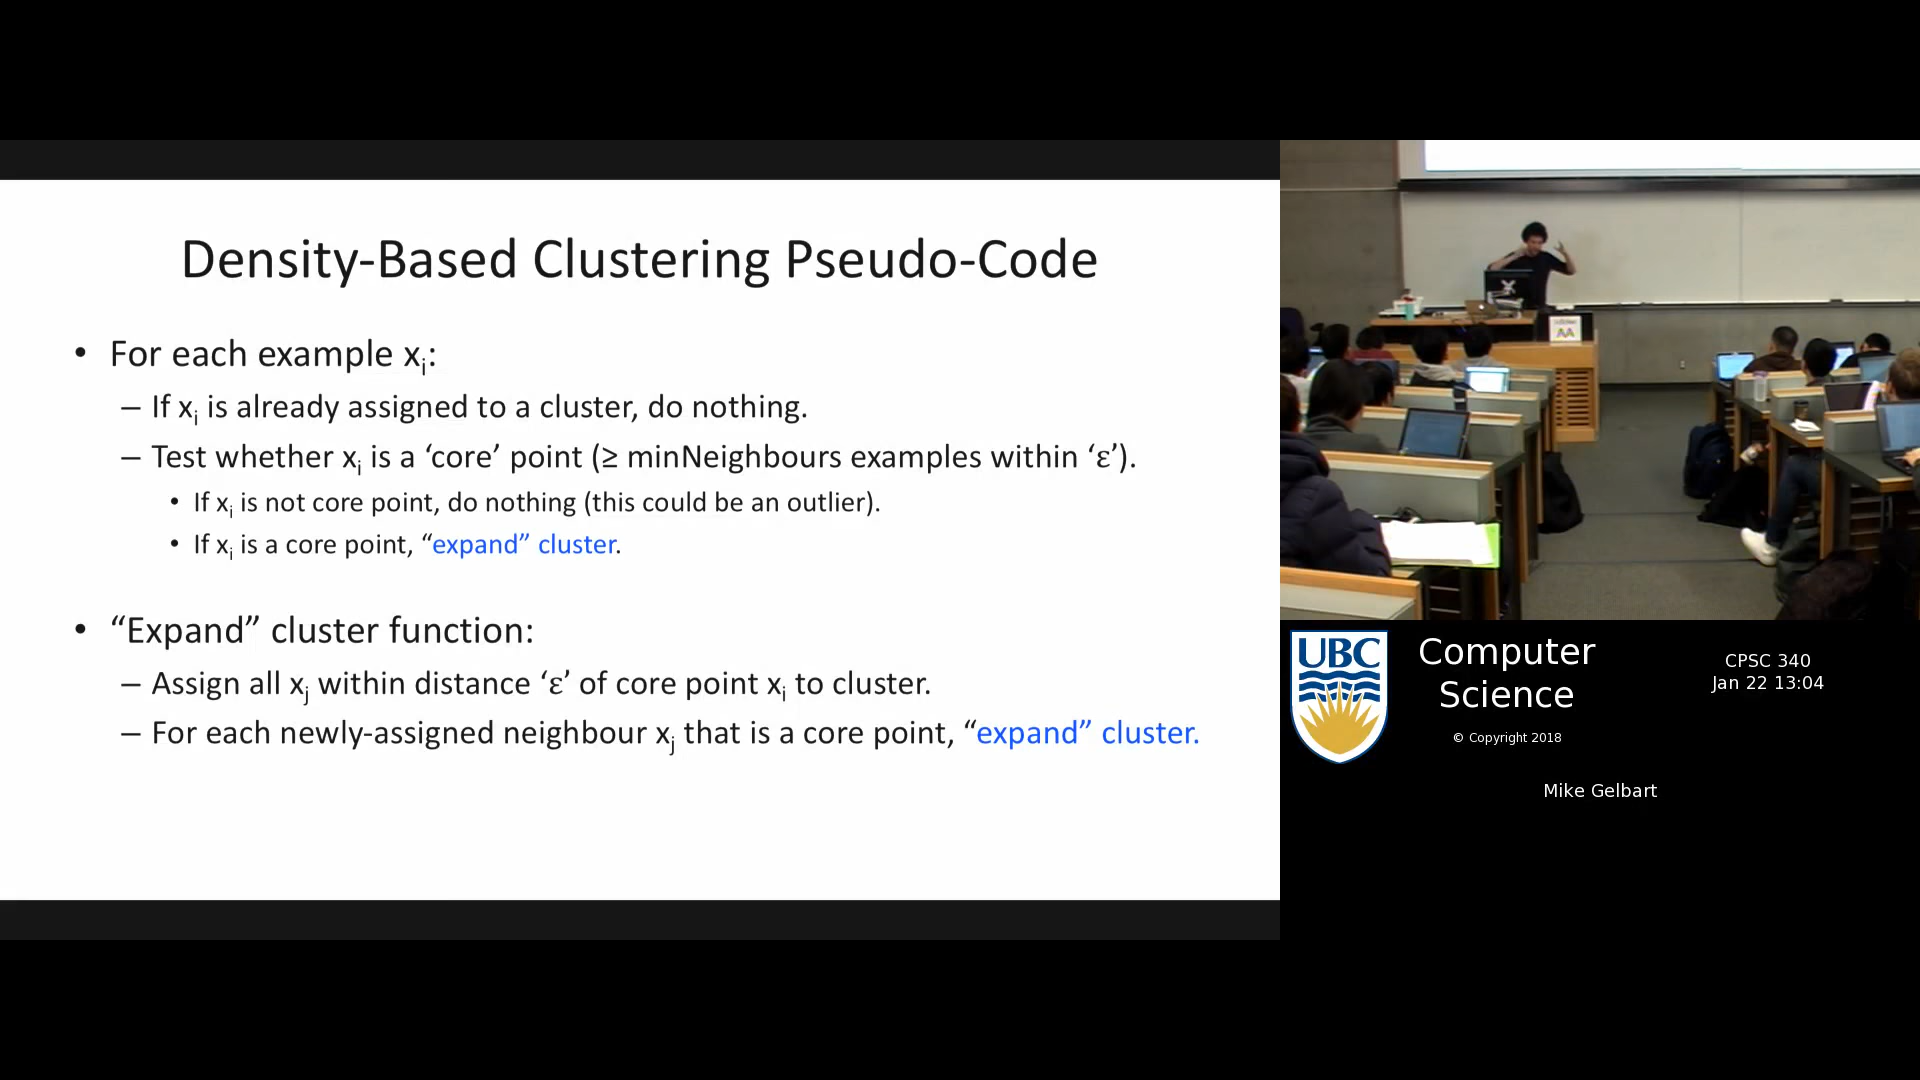 Density-Based Clustering Pseudo-Code
• For each example xi:
– If xi is already assigned to a cluster, do nothing.
– Test whether xi is a ‘core’ point (≥ minNeighbours examples within ‘ε’).
• If xi is not core point, do nothing (this could be an outlier).
• If xi is a core point, “expand” cluster.
• “Expand” cluster function:
– Assign all xj within distance ‘ε’ of core point xi to cluster.
– For each newly-assigned neighbour xj that is a core point, “expand” cluster.
UBC
Computer
Science
© Copyright 2018
CPSC 340
Jan 22 13:04
Mike Gelbart